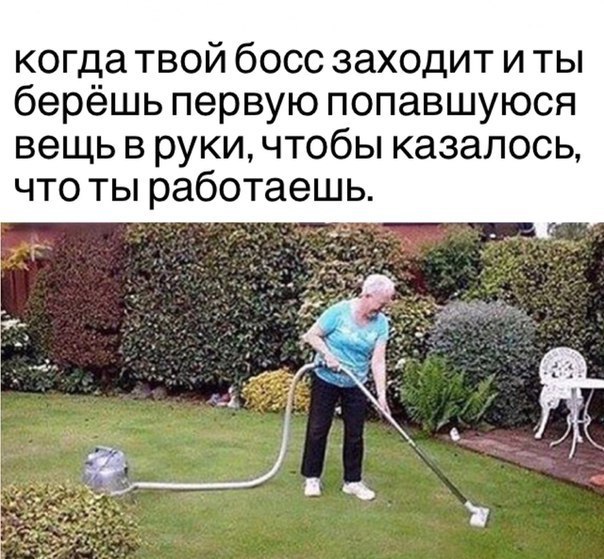 когда твой босс заходит и ты
берёшь первую попавшуюся
вещь в руки, чтобы казалось,
что ты работаешь.